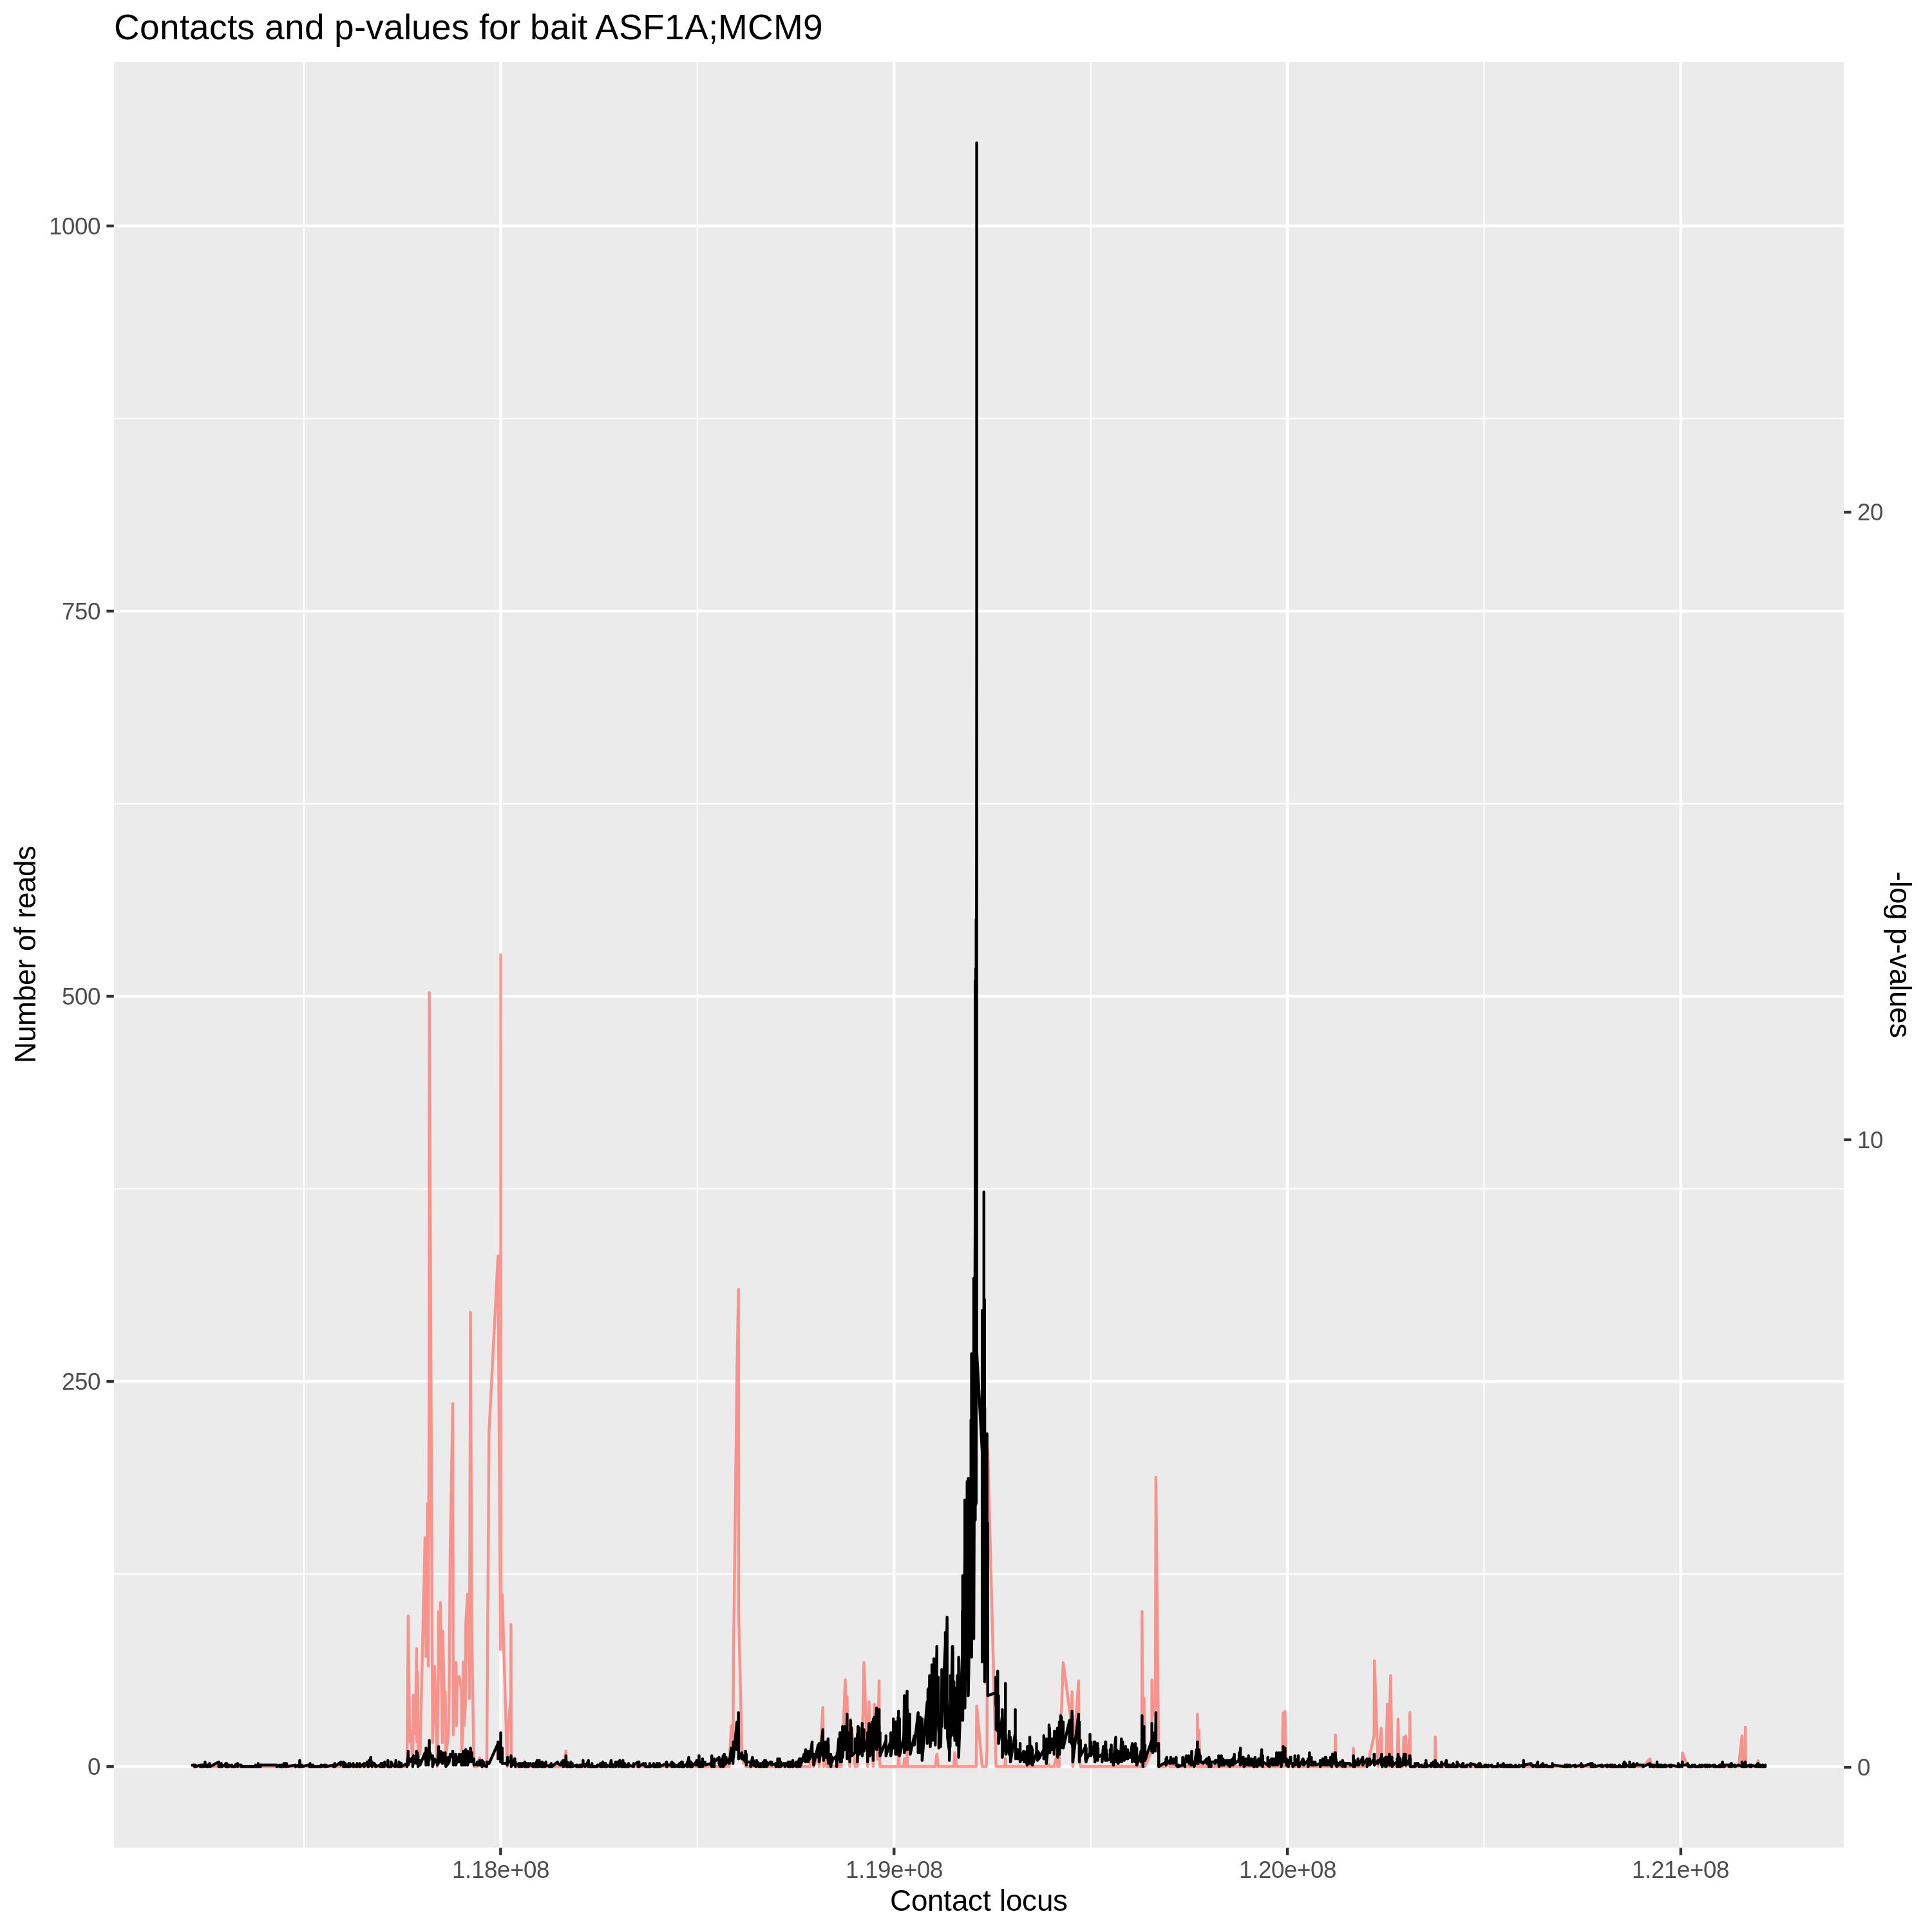 Contacts and p-values for bait ASF1A;MCM9
1000
750
500
250
0
Number of reads
20
10
0
-log p-values
1.18e+08
1.19e+08
1.20e+08
1.21e+08
Contact locus